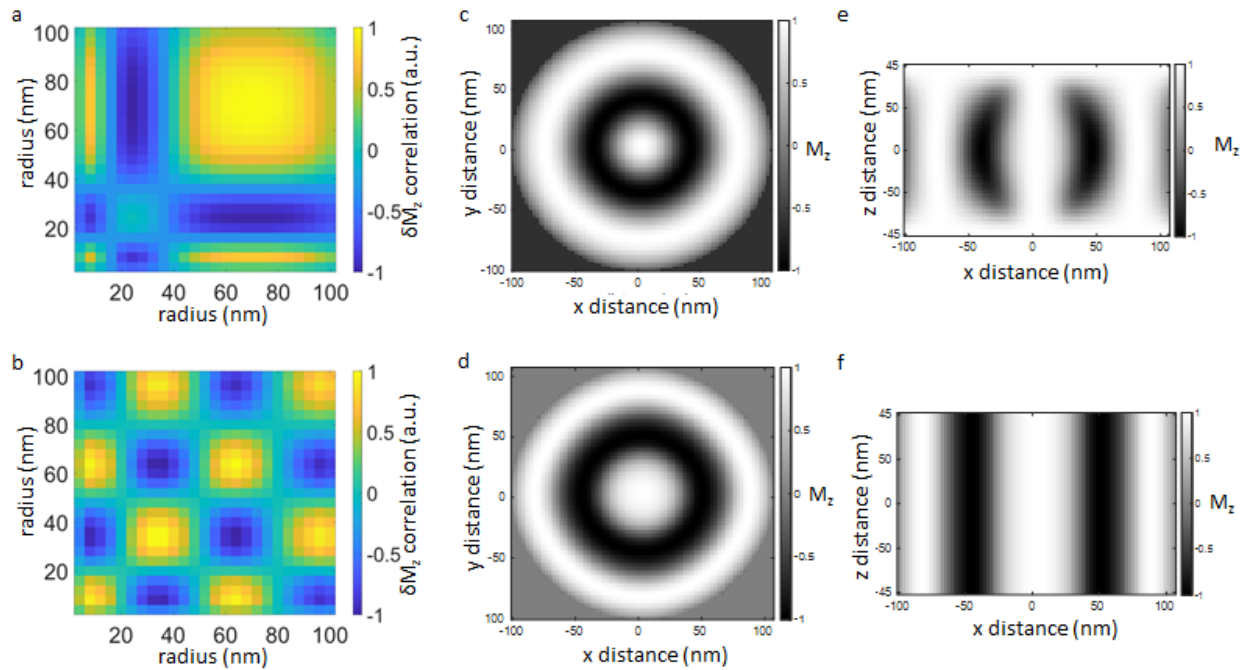 a
100
80
60
40
20
radius (nm)
20 40 60 80 100
radius (nm)
1
0.5
0
-0.5
-1
δMz correlation (a.u.)
c
100
50
0
-50
-100
y distance (nm)
-100 -50 0 50 100
x distance (nm)
1
0.5
0
-0.5
-1
Mz
e
45
50
0
-50
-45
z distance (nm)
-100 -50 0 50 100
x distance (nm)
1
0.5
0
-0.5
-1
Mz
b
100
80
60
40
20
radius (nm)
20 40 60 80 100
radius (nm)
1
0.5
0
-0.5
-1
δMz correlation (a.u.)
d
100
50
0
-50
-100
y distance (nm)
-100 -50 0 50 100
x distance (nm)
1
0.5
0
-0.5
-1
Mz
f
45
50
0
-50
-45
z distance (nm)
-100 -50 0 50 100
x distance (nm)
1
0.5
0
-0.5
-1
Mz